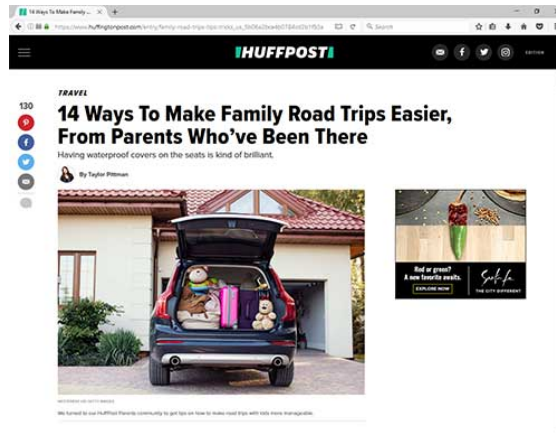 14 Ways To Make Family ...
Search
HUFFPOST
EDITION
TRAVEL
14 Ways To Make Family Road Trips Easier,
From Parents Who've Been There
Having waterproof covers on the seats is kind of brilliant.
130
By Taylor Pittman
Red or green?
A new favorite awaits.
EXPLORE NOW
Santa Fe
THE CITY DIFFERENT
We turned to our HuffPost Parents community to get tips on how to make road trips with kids more manageable.